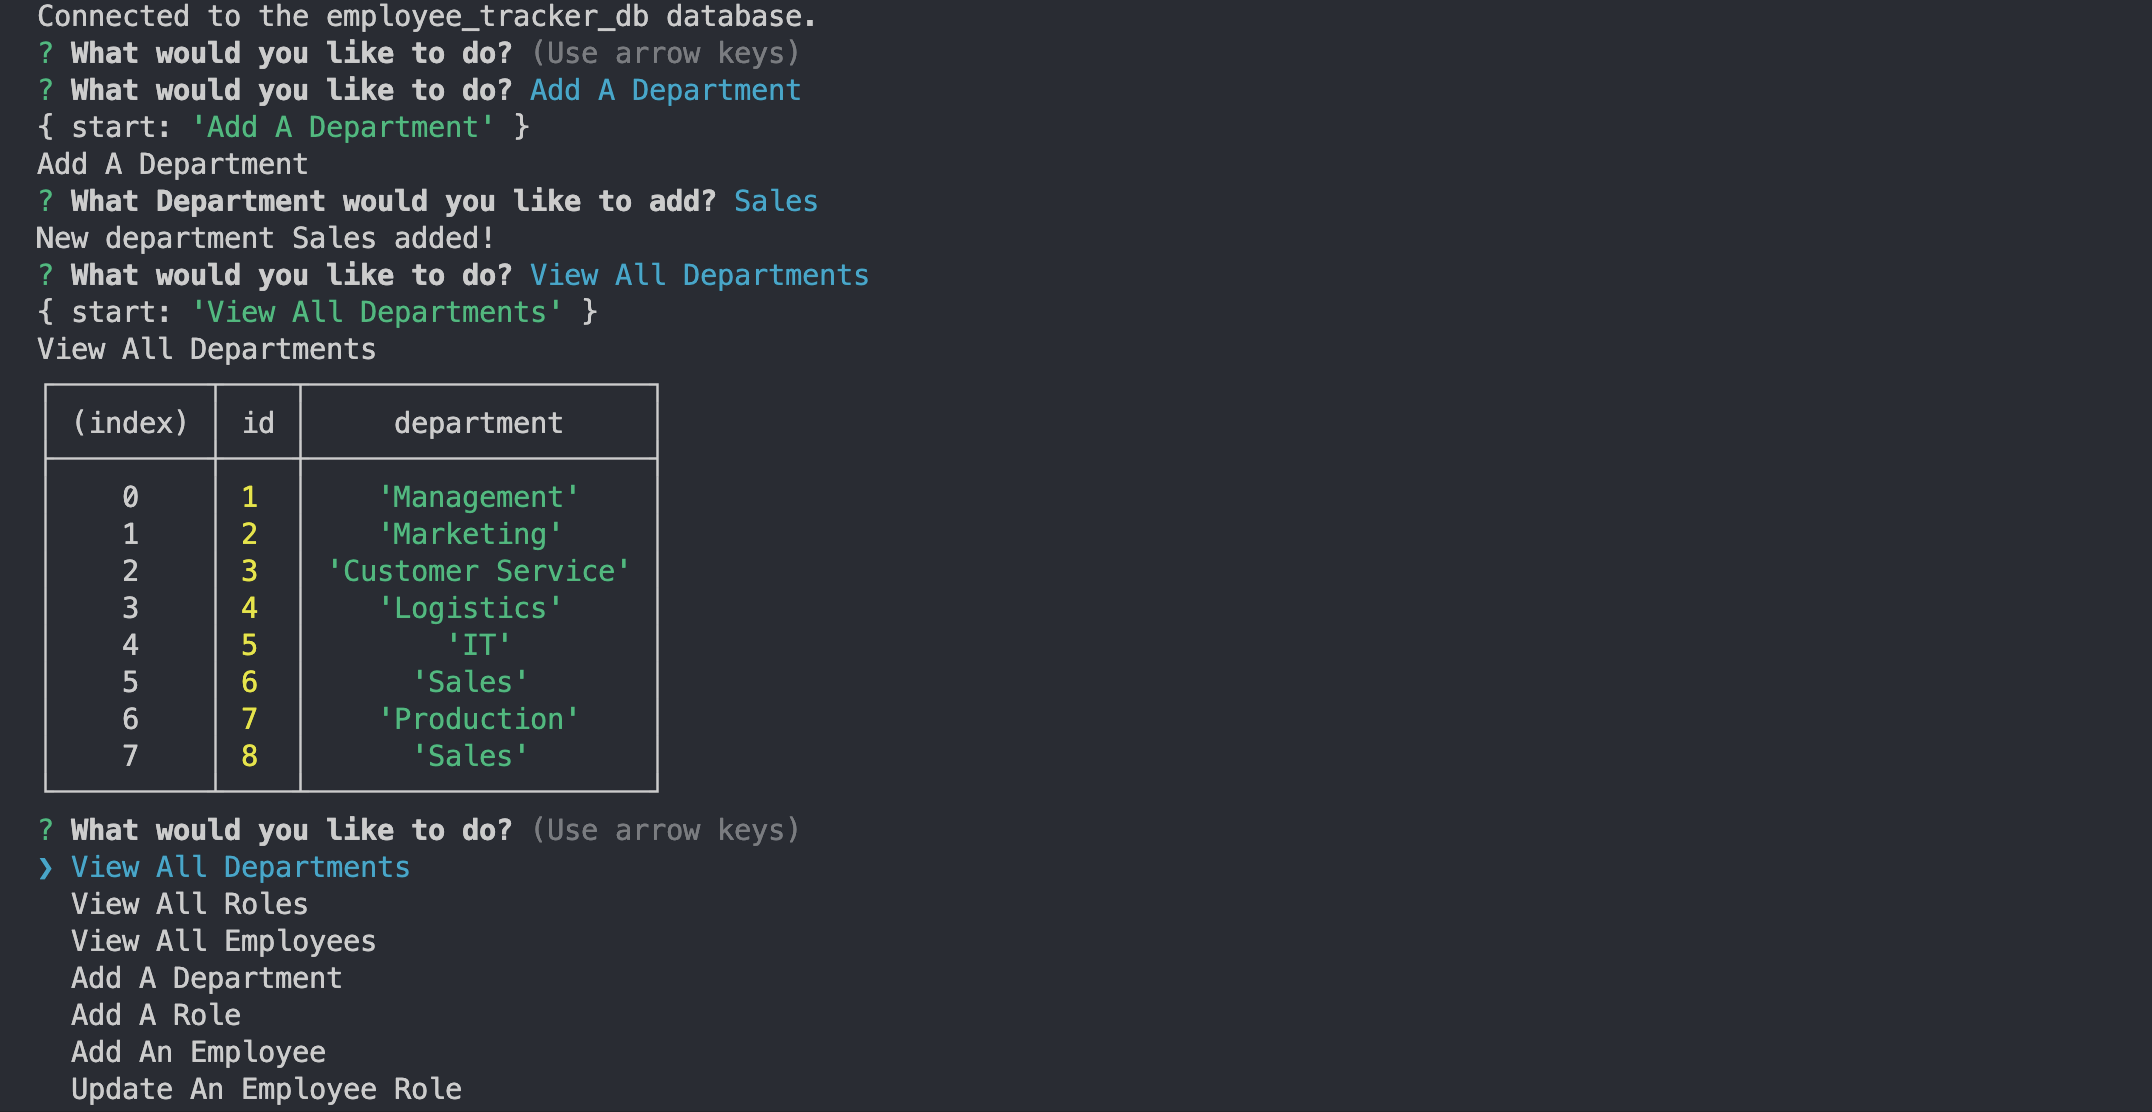 Connected to the employee_tracker_db database.
? What would you like to do? (Use arrow keys)
? What would you like to do? Add A Department
{ start: 'Add A Department' }
Add A Department
? What Department would you like to add? Sales
New department Sales added!
? What would you like to do? View All Departments
{ start: 'View All Departments' }
View All Departments
(index) id department
0 1 'Management'
1 2 'Marketing'
2 3 'Customer Service'
3 4 'Logistics'
4 5 'IT'
5 6 'Sales'
6 7 'Production'
7 8 'Sales'
? What would you like to do? (Use arrow keys)
❯ View All Departments
View All Roles
View All Employees
Add A Department
Add A Role
Add An Employee
Update An Employee Role